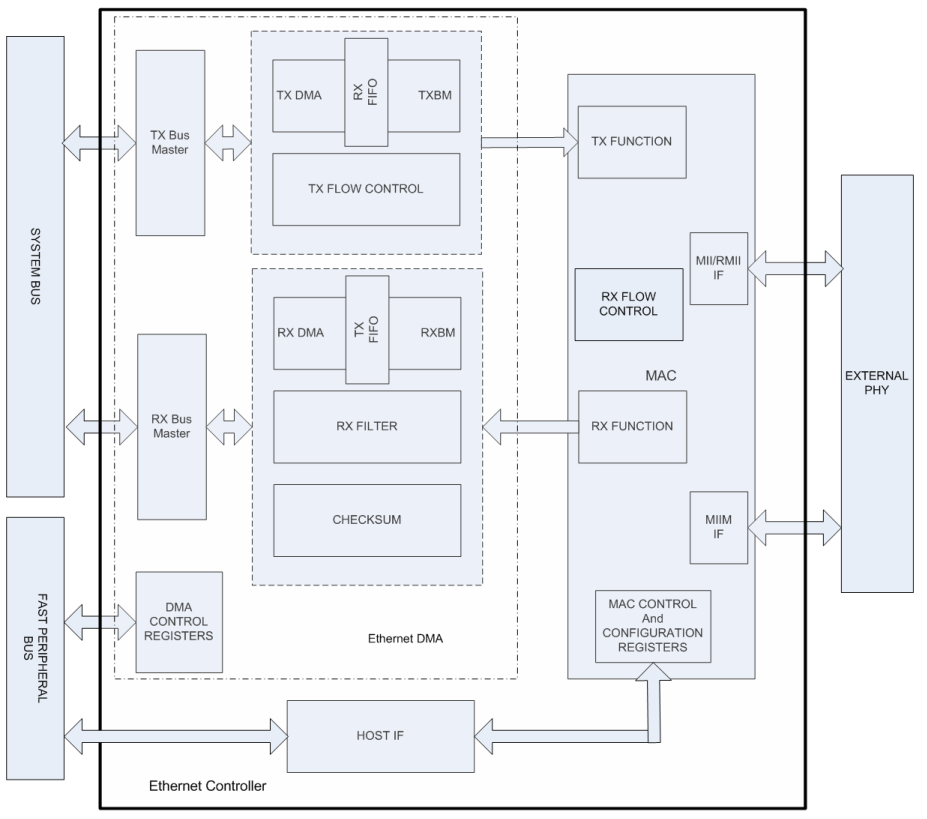 SYSTEM BUS
FAST PERIPHERAL
BUS
TX Bus
Master
TX DMA
RX
FIFO
TXBM
TX FLOW CONTROL
RX Bus
Master
RX DMA
TX
FIFO
RXBM
RX FILTER
CHECKSUM
DMA
CONTROL
REGISTERS
Ethernet DMA
HOST IF
Ethernet Controller
TX FUNCTION
MII/RMII
IF
RX FLOW
CONTROL
MAC
RX FUNCTION
MIIM
IF
MAC CONTROL
And
CONFIGURATION
REGISTERS
EXTERNAL
PHY